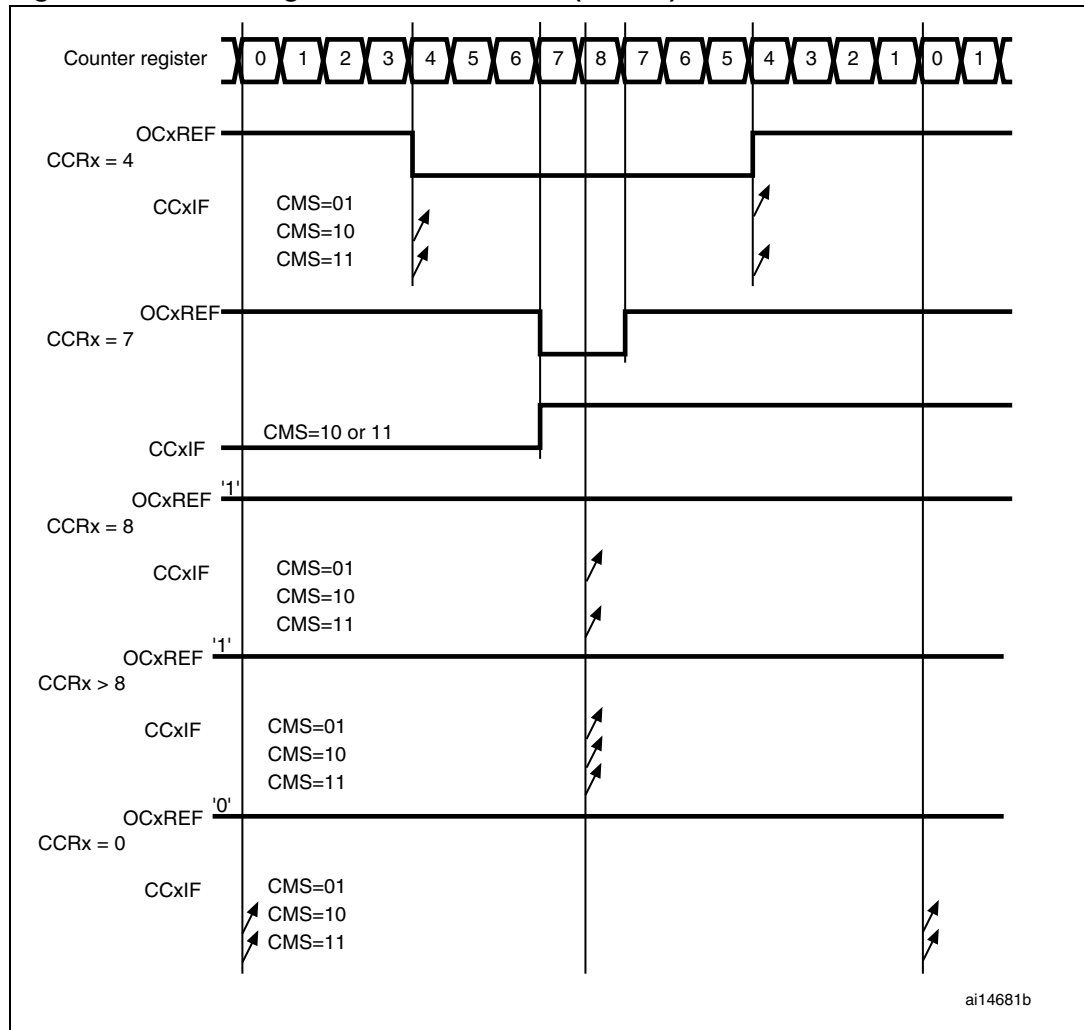 Counter register 0 1 2 3 4 5 6 7 8 7 6 5 4 3 2 1 0 1
OCxREF
CCRx = 4
CCxIF
CMS=01
CMS=10
CMS=11
OCxREF
CCRx = 7
CMS=10 or 11
CCxIF
OCxREF '1'
CCRx = 8
CCxIF
CMS=01
CMS=10
CMS=11
OCxREF '1'
CCRx > 8
CCxIF
CMS=01
CMS=10
CMS=11
OCxREF '0'
CCRx = 0
CCxIF
CMS=01
CMS=10
CMS=11
ai14681b